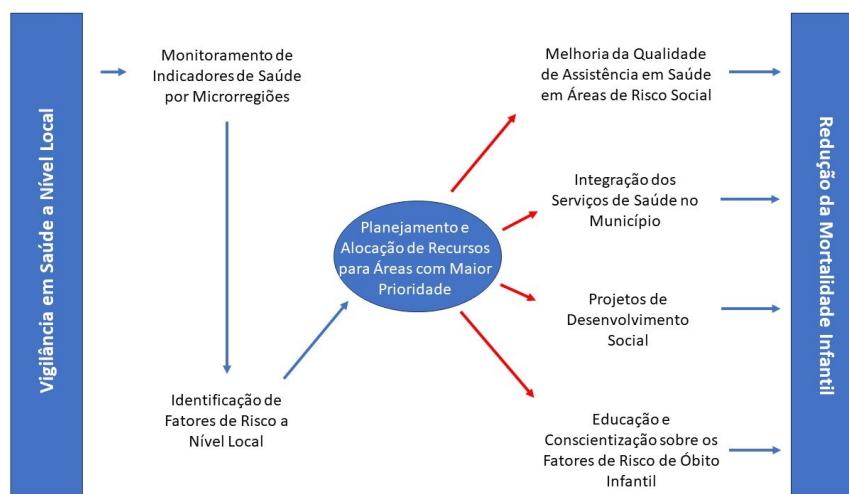 Vigilância em Saúde a Nível Local
Monitoramento de
Indicadores de Saúde
por Microrregiões
Identificação de
Fatores de Risco a
Nível Local
Planejamento e
Alocação de Recursos
para Áreas com Maior
Prioridade
Melhoria da Qualidade
de Assistência em Saúde
em Áreas de Risco Social
Integração dos
Serviços de Saúde no
Município
Projetos de
Desenvolvimento
Social
Educação e
Conscientização sobre os
Fatores de Risco de Óbito
Infantil
Redução da Mortalidade Infantil